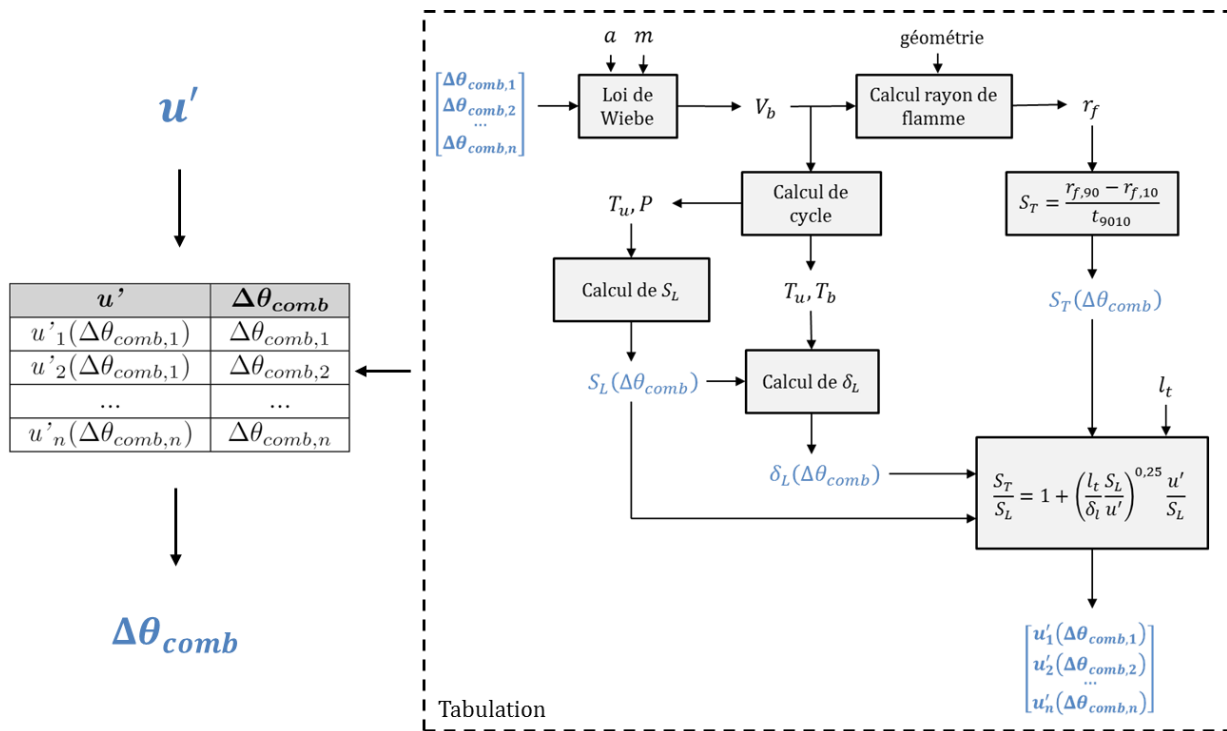 u'
u' Δθ_comb
u'_1(Δθ_comb,1) Δθ_comb,1
u'_2(Δθ_comb,1) Δθ_comb,2
... ...
u'_n(Δθ_comb,n) Δθ_comb,n
Δθ_comb
a m
géométrie
[Δθ_comb,1
Δθ_comb,2
...
Δθ_comb,n]
Loi de
Wiebe
V_b
Calcul rayon de
flamme
r_f
T_u, P
Calcul de
cycle
S_T = (r_f,90 − r_f,10) / t_9010
Calcul de S_L
T_u, T_b
S_T(Δθ_comb)
S_L(Δθ_comb)
Calcul de δ_L
l_t
δ_L(Δθ_comb)
S_T/S_L = 1 + (l_t/δ_l S_L/u')^0,25 u'/S_L
[u'_1(Δθ_comb,1)
u'_2(Δθ_comb,2)
...
u'_n(Δθ_comb,n)]
Tabulation